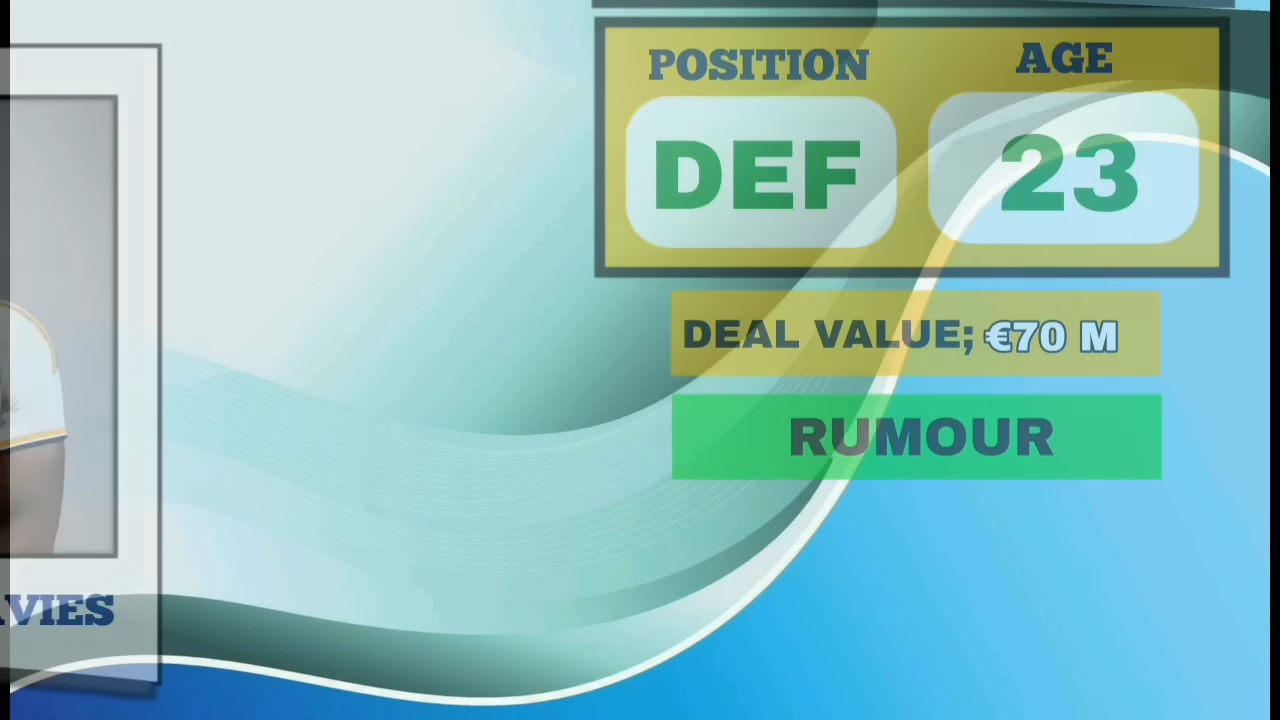 POSITION
AGE
DEF
23
DEAL VALUE; €70 M
RUMOUR
VIES